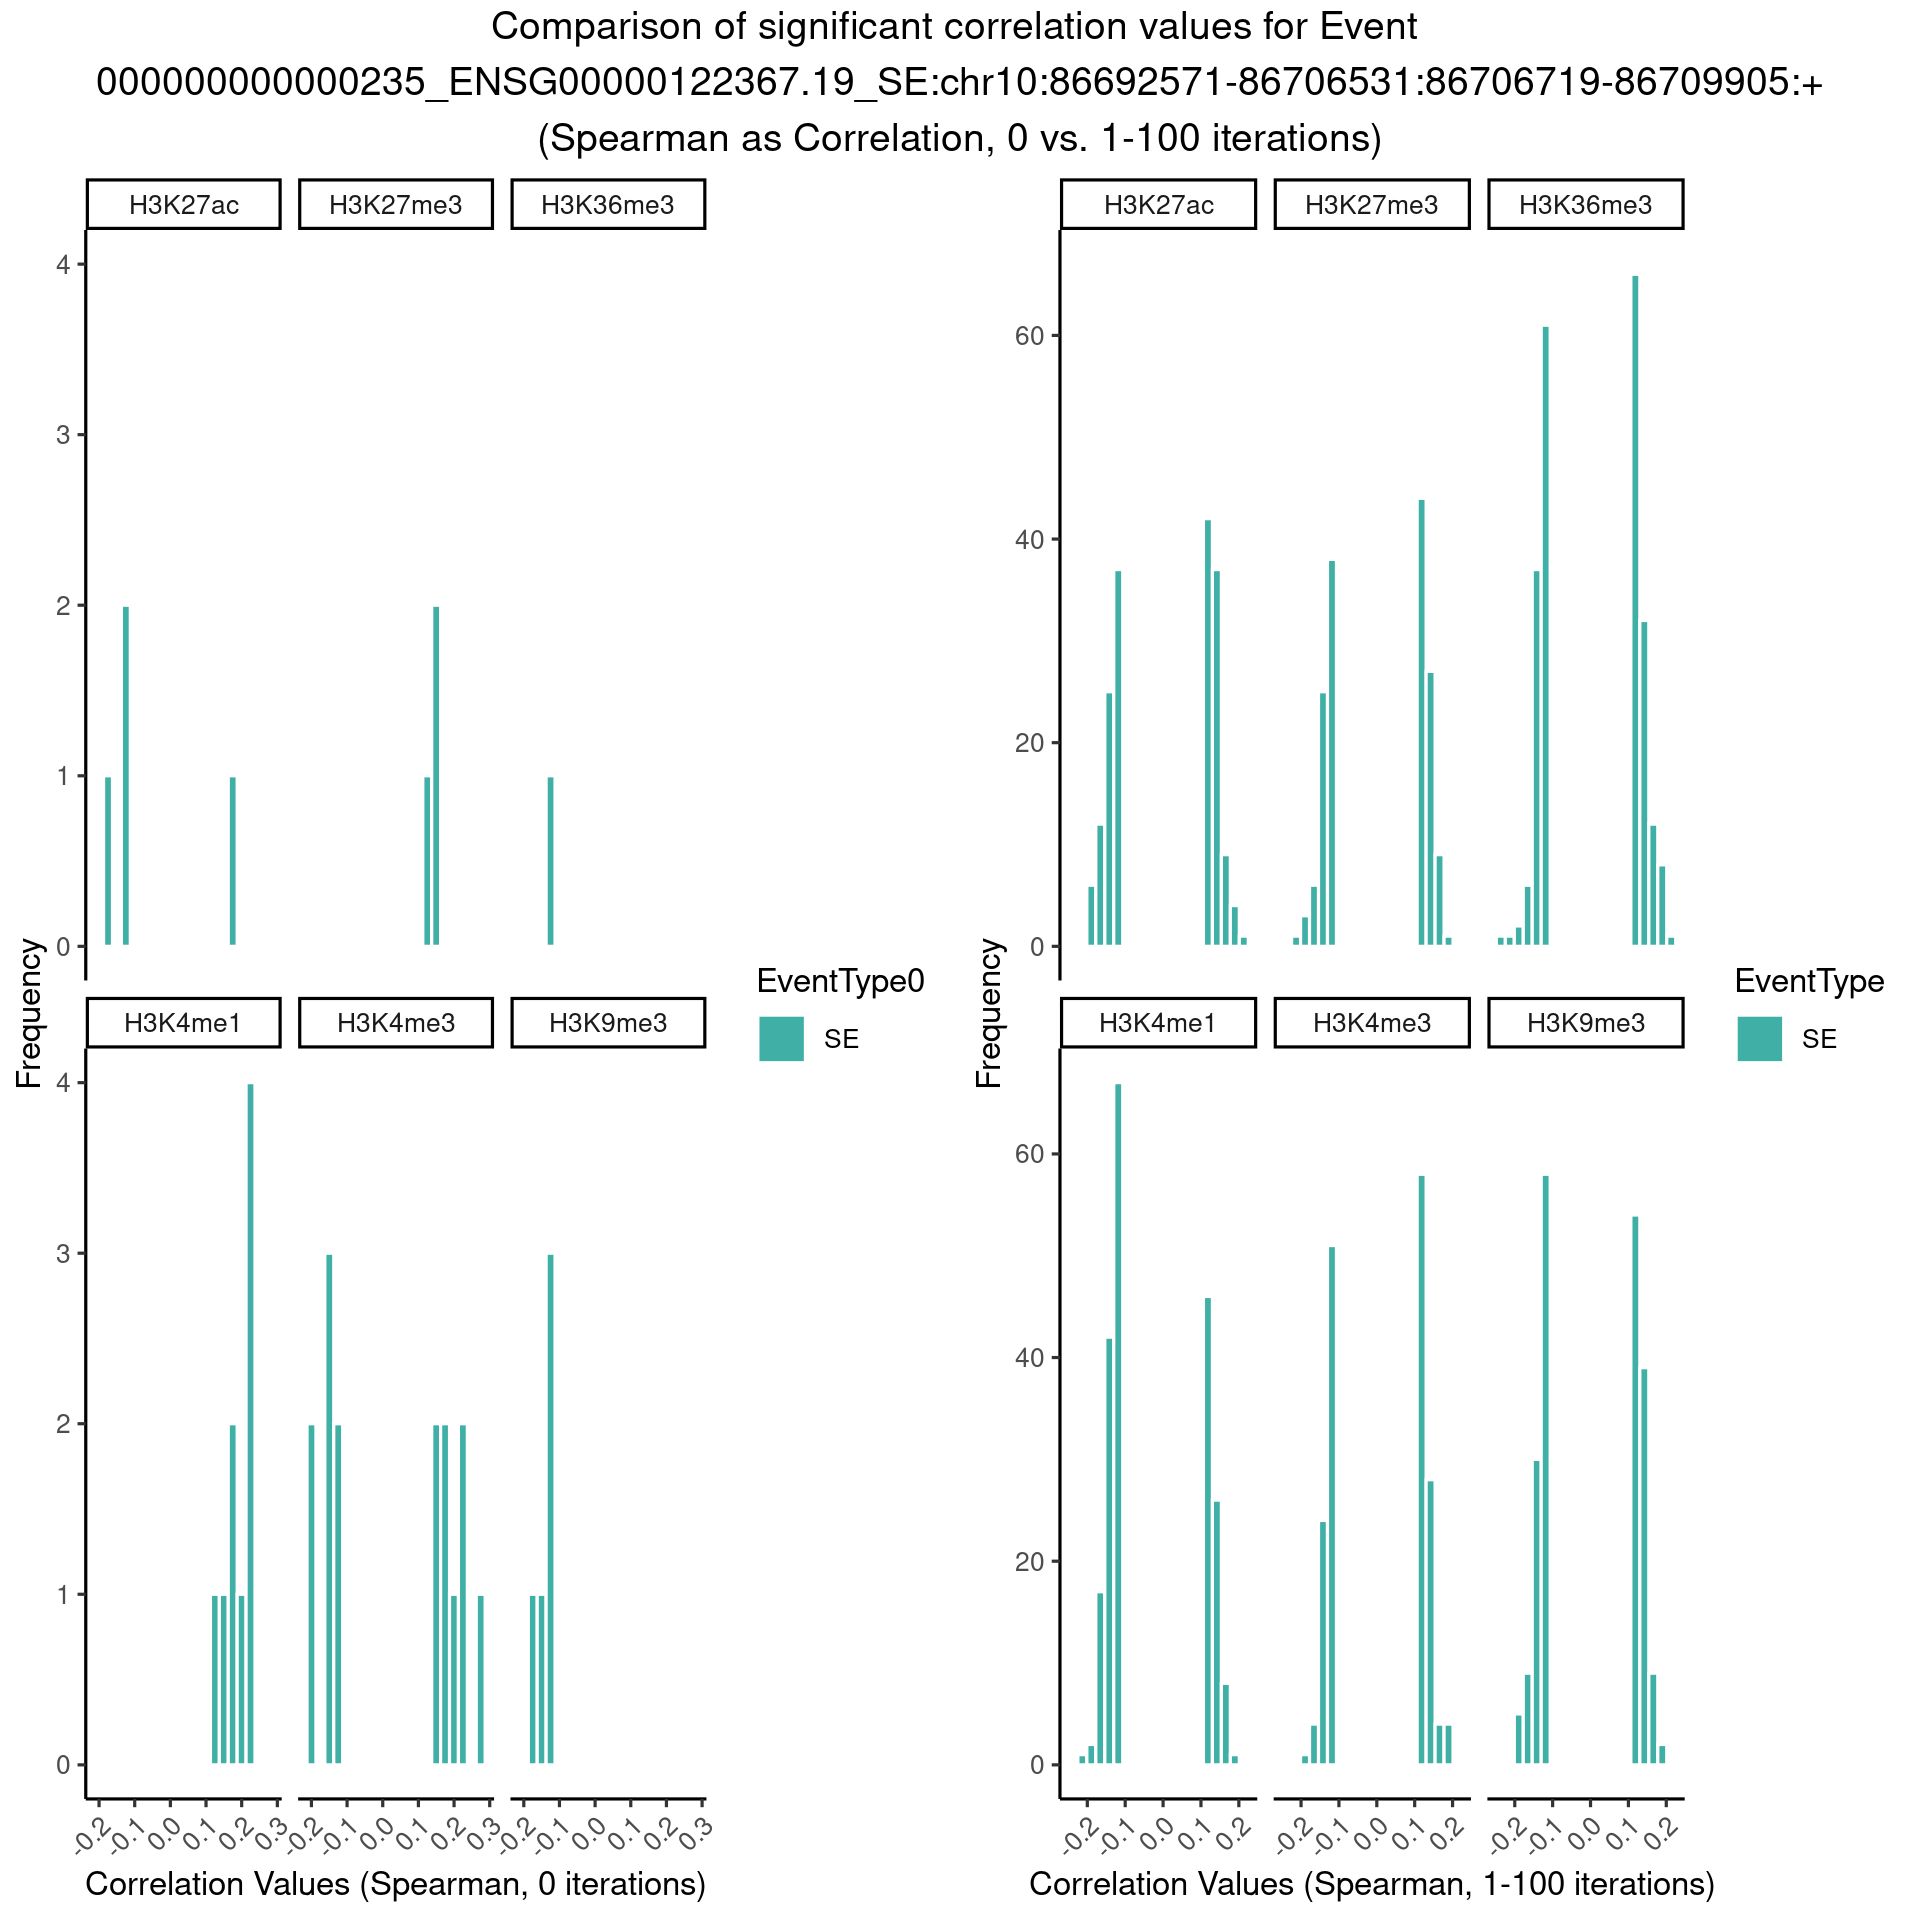 Comparison of significant correlation values for Event
000000000000235_ENSG00000122367.19_SE:chr10:86692571-86706531:86706719-86709905:+
(Spearman as Correlation, 0 vs. 1-100 iterations)
H3K27ac H3K27me3 H3K36me3
4
3
2
1
0
H3K4me1 H3K4me3 H3K9me3
4
3
2
1
0
-0.2 -0.1 0.0 0.1 0.2 0.3 -0.2 -0.1 0.0 0.1 0.2 0.3 -0.2 -0.1 0.0 0.1 0.2 0.3
Frequency
Correlation Values (Spearman, 0 iterations)
EventType0
SE
H3K27ac H3K27me3 H3K36me3
60
40
20
0
H3K4me1 H3K4me3 H3K9me3
60
40
20
0
-0.2 -0.1 0.0 0.1 0.2 -0.2 -0.1 0.0 0.1 0.2 -0.2 -0.1 0.0 0.1 0.2
Frequency
Correlation Values (Spearman, 1-100 iterations)
EventType
SE